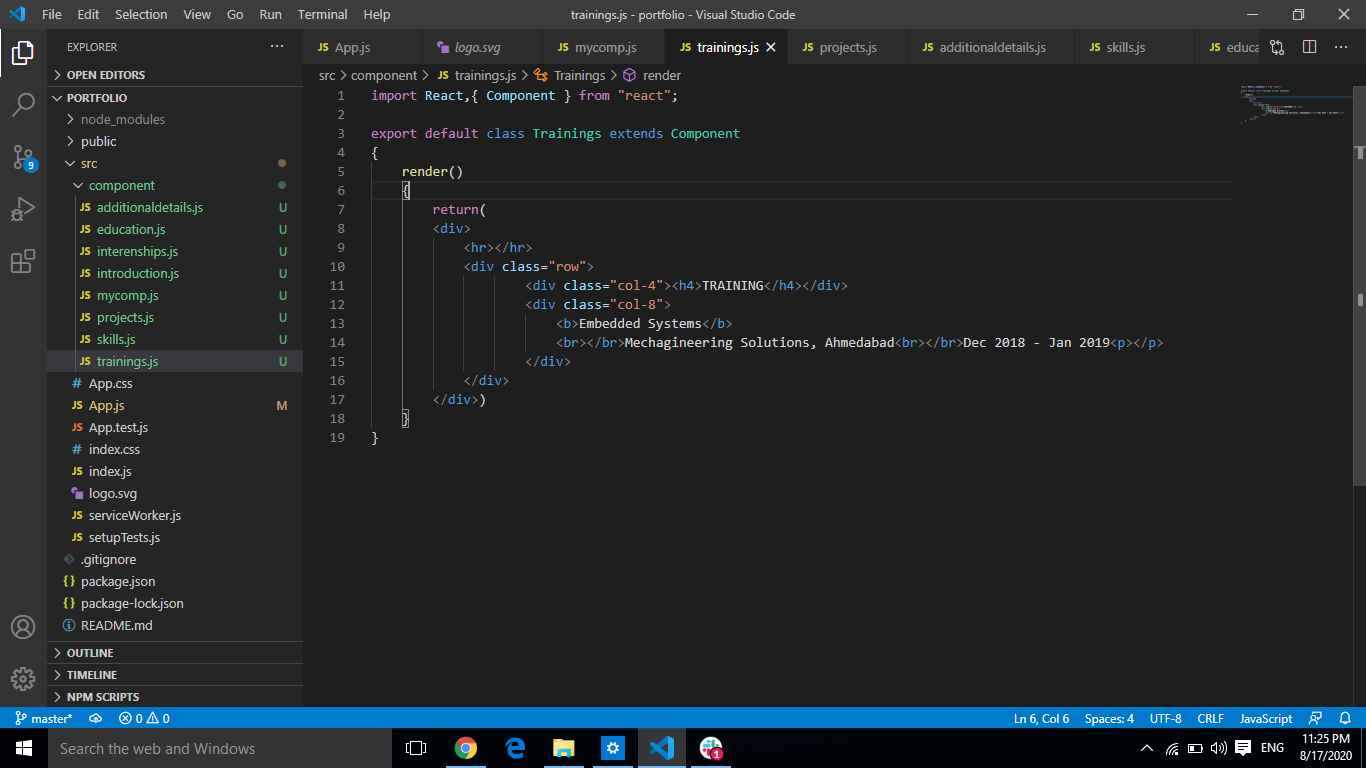 File Edit Selection View Go Run Terminal Help trainings.js - portfolio - Visual Studio Code
EXPLORER
JS App.js logo.svg JS mycomp.js JS trainings.js JS projects.js JS additionaldetails.js JS skills.js JS educa
OPEN EDITORS
src > component > JS trainings.js > Trainings > render
PORTFOLIO
node_modules
public
src
component
JS additionaldetails.js U
JS education.js U
JS interenships.js U
JS introduction.js U
JS mycomp.js U
JS projects.js U
JS skills.js U
JS trainings.js U
# App.css
JS App.js M
JS App.test.js
# index.css
JS index.js
logo.svg
JS serviceWorker.js
JS setupTests.js
.gitignore
{} package.json
{} package-lock.json
README.md
OUTLINE
TIMELINE
NPM SCRIPTS
9
1 import React,{ Component } from "react";
2
3 export default class Trainings extends Component
4 {
5 render()
6 {
7 return(
8 <div>
9 <hr></hr>
10 <div class="row">
11 <div class="col-4"><h4>TRAINING</h4></div>
12 <div class="col-8">
13 <b>Embedded Systems</b>
14 <br></br>Mechagineering Solutions, Ahmedabad<br></br>Dec 2018 - Jan 2019<p></p>
15 </div>
16 </div>
17 </div>)
18 }
19 }
master* 0 0 Ln 6, Col 6 Spaces: 4 UTF-8 CRLF JavaScript
Search the web and Windows
1
ENG
11:25 PM
8/17/2020